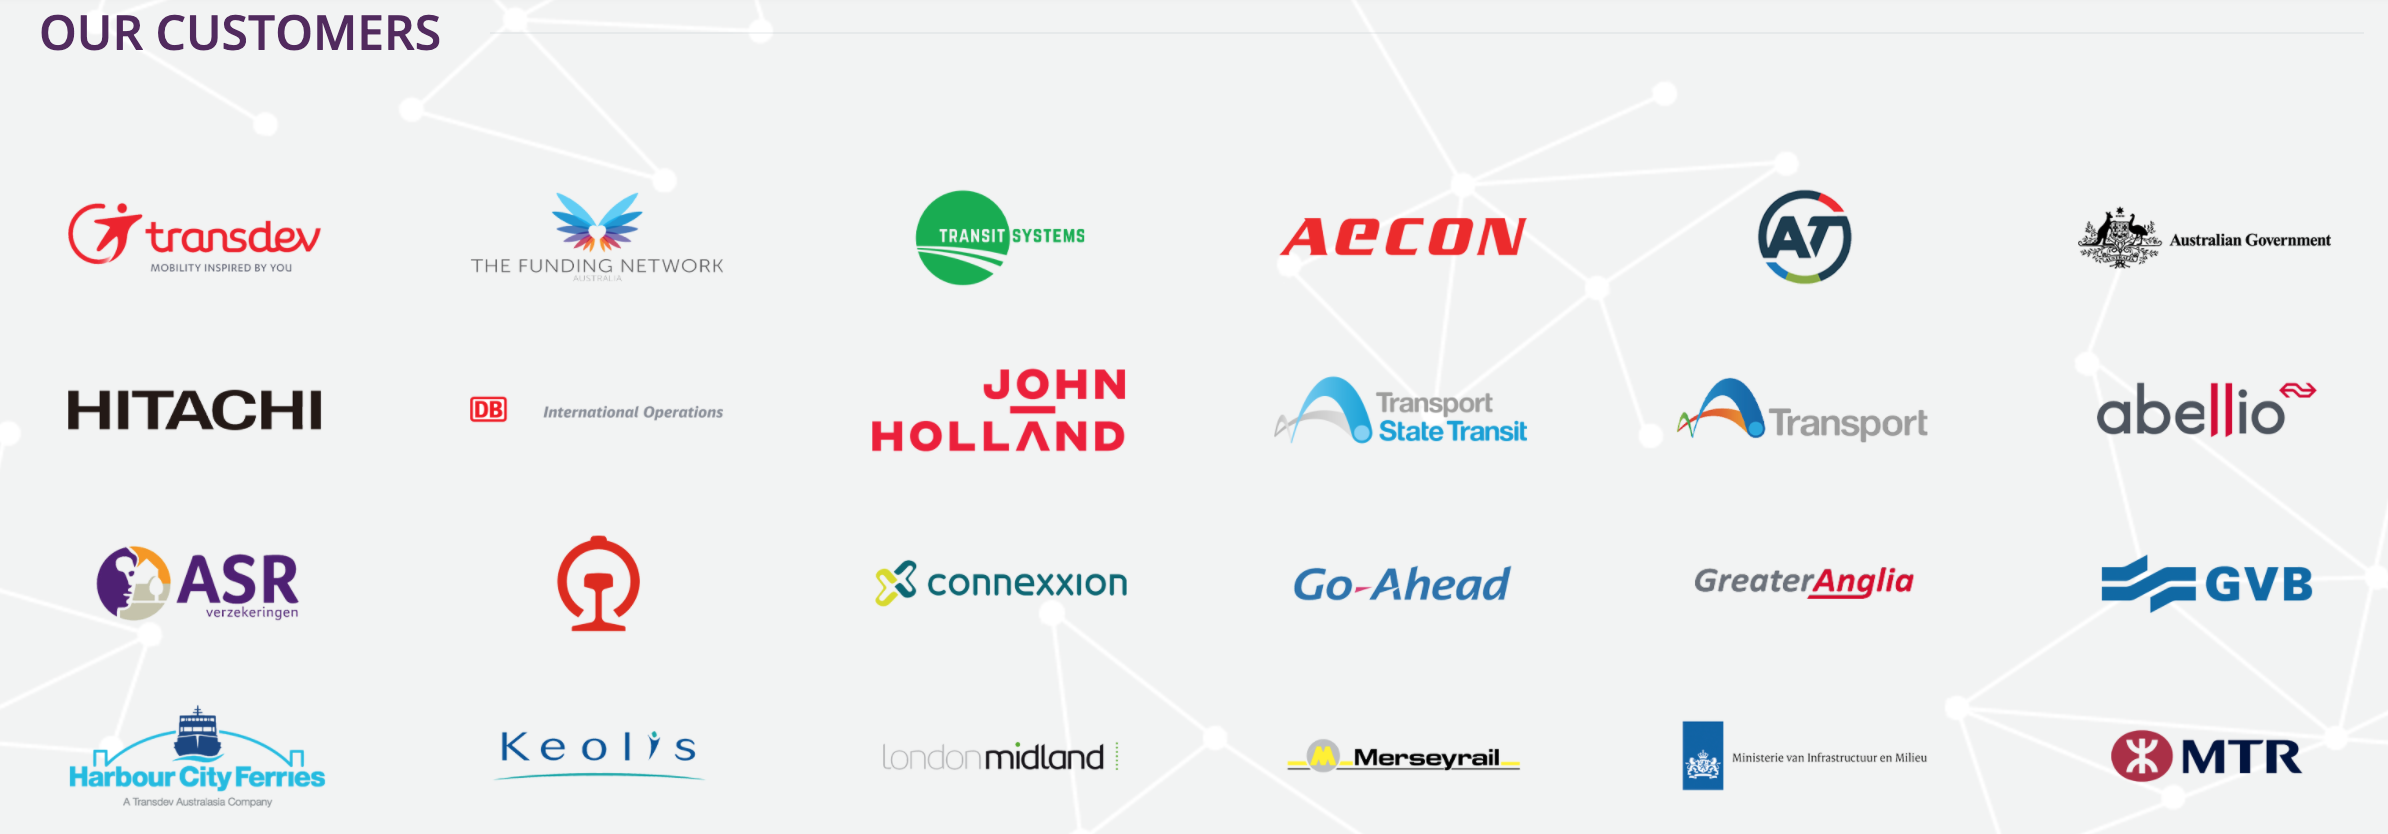 OUR CUSTOMERS
transdev
MOBILITY INSPIRED BY YOU
THE FUNDING NETWORK
AUSTRALIA
TRANSIT SYSTEMS
AECON
AT
Australian Government
HITACHI
DB International Operations
JOHN
HOLLAND
Transport
State Transit
Transport
abellio
ASR
verzekeringen
connexxion
Go-Ahead
GreaterAnglia
GVB
Harbour City Ferries
A Transdev Australasia Company
Keolis
londonmidland
M Merseyrail
Ministerie van Infrastructuur en Milieu
MTR